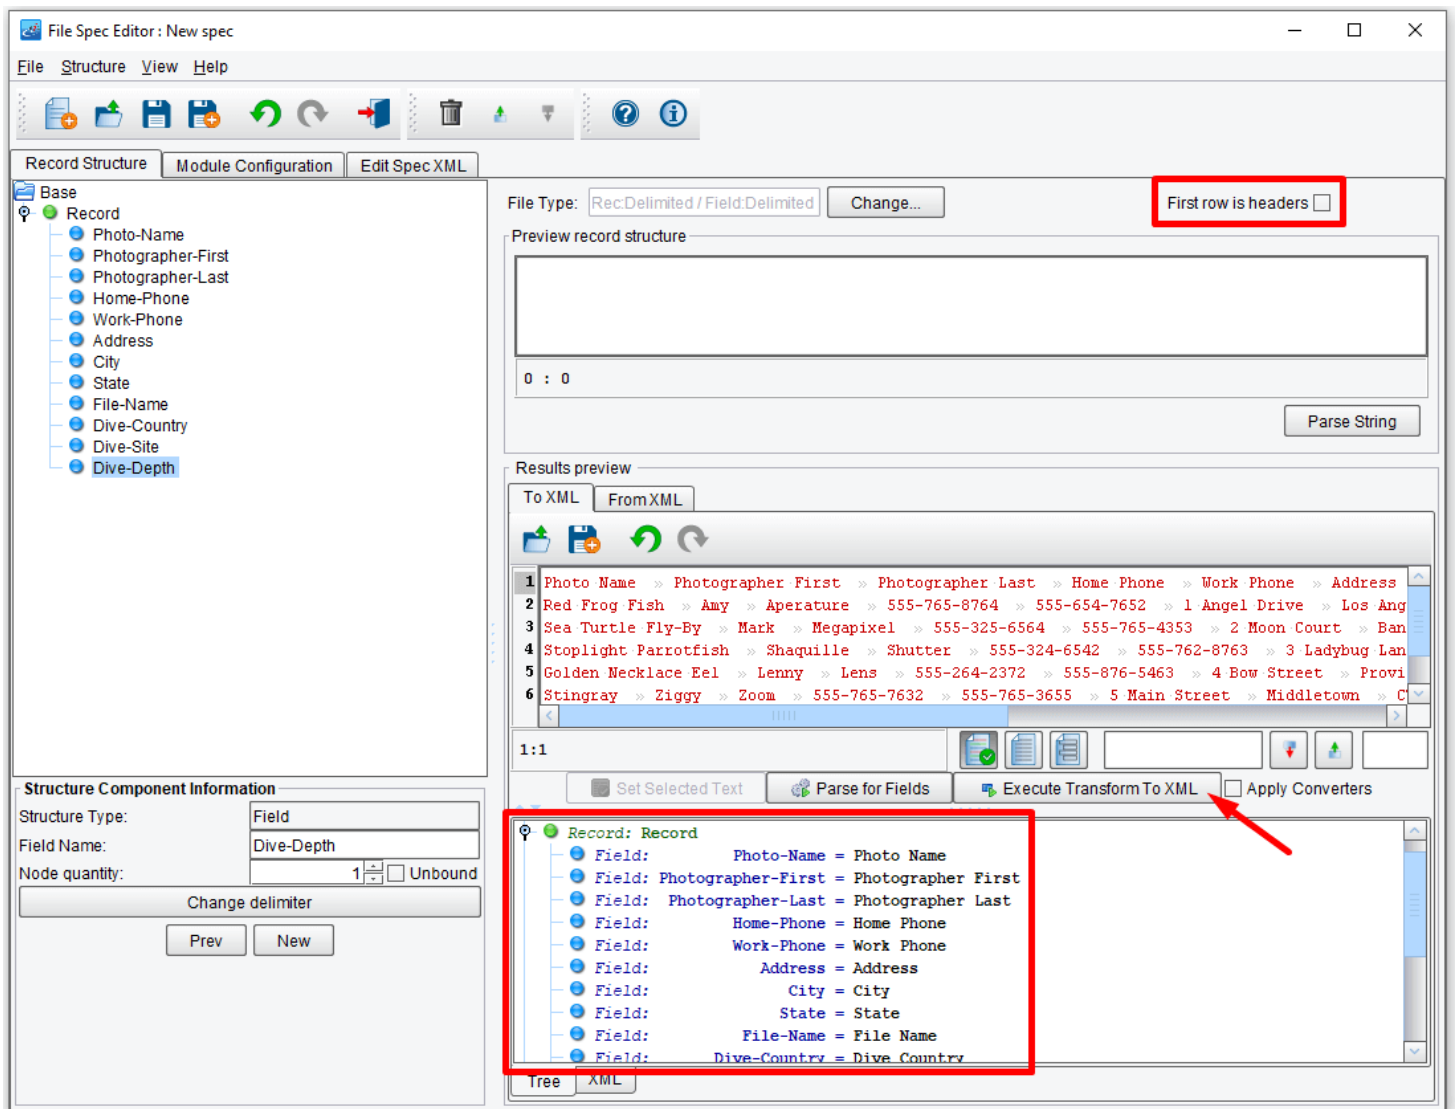 File Spec Editor : New spec
File Structure View Help
Record Structure Module Configuration Edit Spec XML
Base
Record
Photo-Name
Photographer-First
Photographer-Last
Home-Phone
Work-Phone
Address
City
State
File-Name
Dive-Country
Dive-Site
Dive-Depth
Structure Component Information
Structure Type: Field
Field Name: Dive-Depth
Node quantity: 1 Unbound
Change delimiter
Prev New
File Type: Rec:Delimited / Field:Delimited Change... First row is headers
Preview record structure
0 : 0
Parse String
Results preview
To XML From XML
1 Photo Name » Photographer First » Photographer Last » Home Phone » Work Phone » Address
2 Red Frog Fish » Amy » Aperature » 555-765-8764 » 555-654-7652 » 1 Angel Drive » Los Ang
3 Sea Turtle Fly-By » Mark » Megapixel » 555-325-6564 » 555-765-4353 » 2 Moon Court » Ban
4 Stoplight Parrotfish » Shaquille » Shutter » 555-324-6542 » 555-762-8763 » 3 Ladybug Lan
5 Golden Necklace Eel » Lenny » Lens » 555-264-2372 » 555-876-5463 » 4 Bow Street » Provi
6 Stingray » Ziggy » Zoom » 555-765-7632 » 555-765-3655 » 5 Main Street » Middletown » C
1:1
Set Selected Text Parse for Fields Execute Transform To XML Apply Converters
Record: Record
Field: Photo-Name = Photo Name
Field: Photographer-First = Photographer First
Field: Photographer-Last = Photographer Last
Field: Home-Phone = Home Phone
Field: Work-Phone = Work Phone
Field: Address = Address
Field: City = City
Field: State = State
Field: File-Name = File Name
Field: Dive-Country = Dive Country
Tree XML